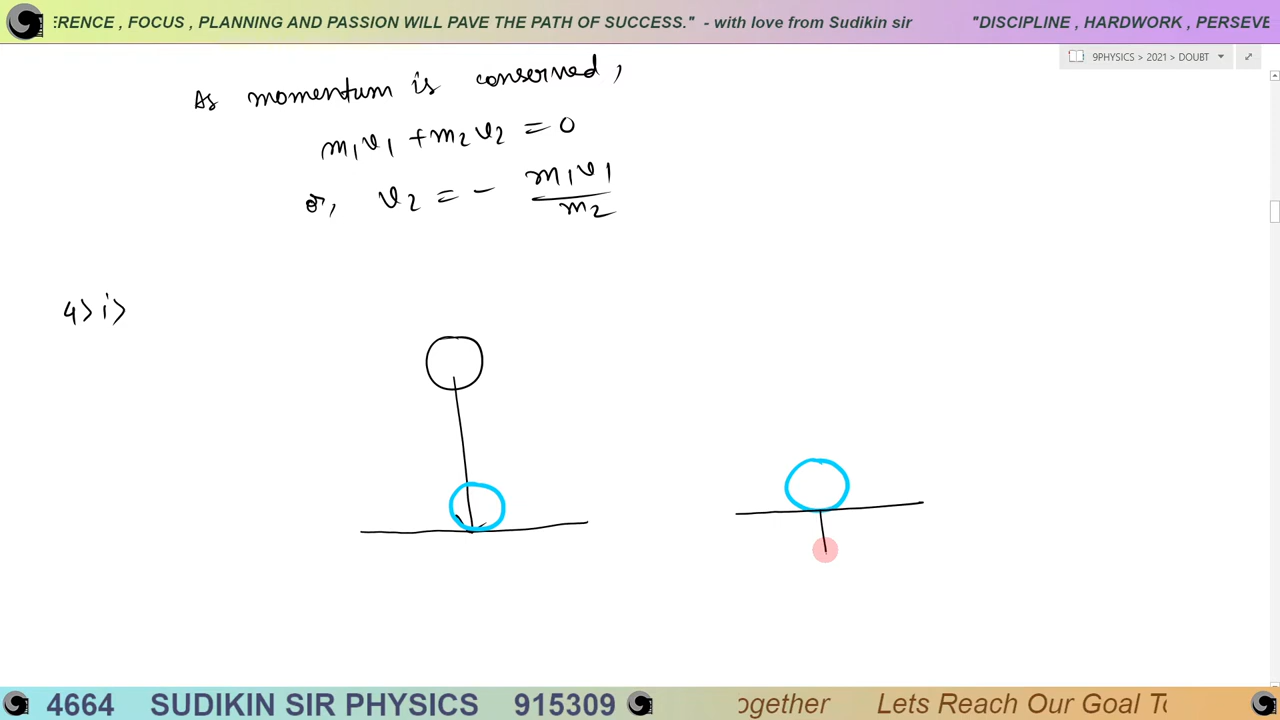 ERENCE , FOCUS , PLANNING AND PASSION WILL PAVE THE PATH OF SUCCESS." - with love from Sudikin sir "DISCIPLINE , HARDWORK , PERSEVE
9PHYSICS > 2021 > DOUBT
As momentum is conserved ,
m₁v₁ + m₂v₂ = 0
or, v₂ = - m₁v₁/m₂
4> i>
4664 SUDIKIN SIR PHYSICS 915309 ogether Lets Reach Our Goal To